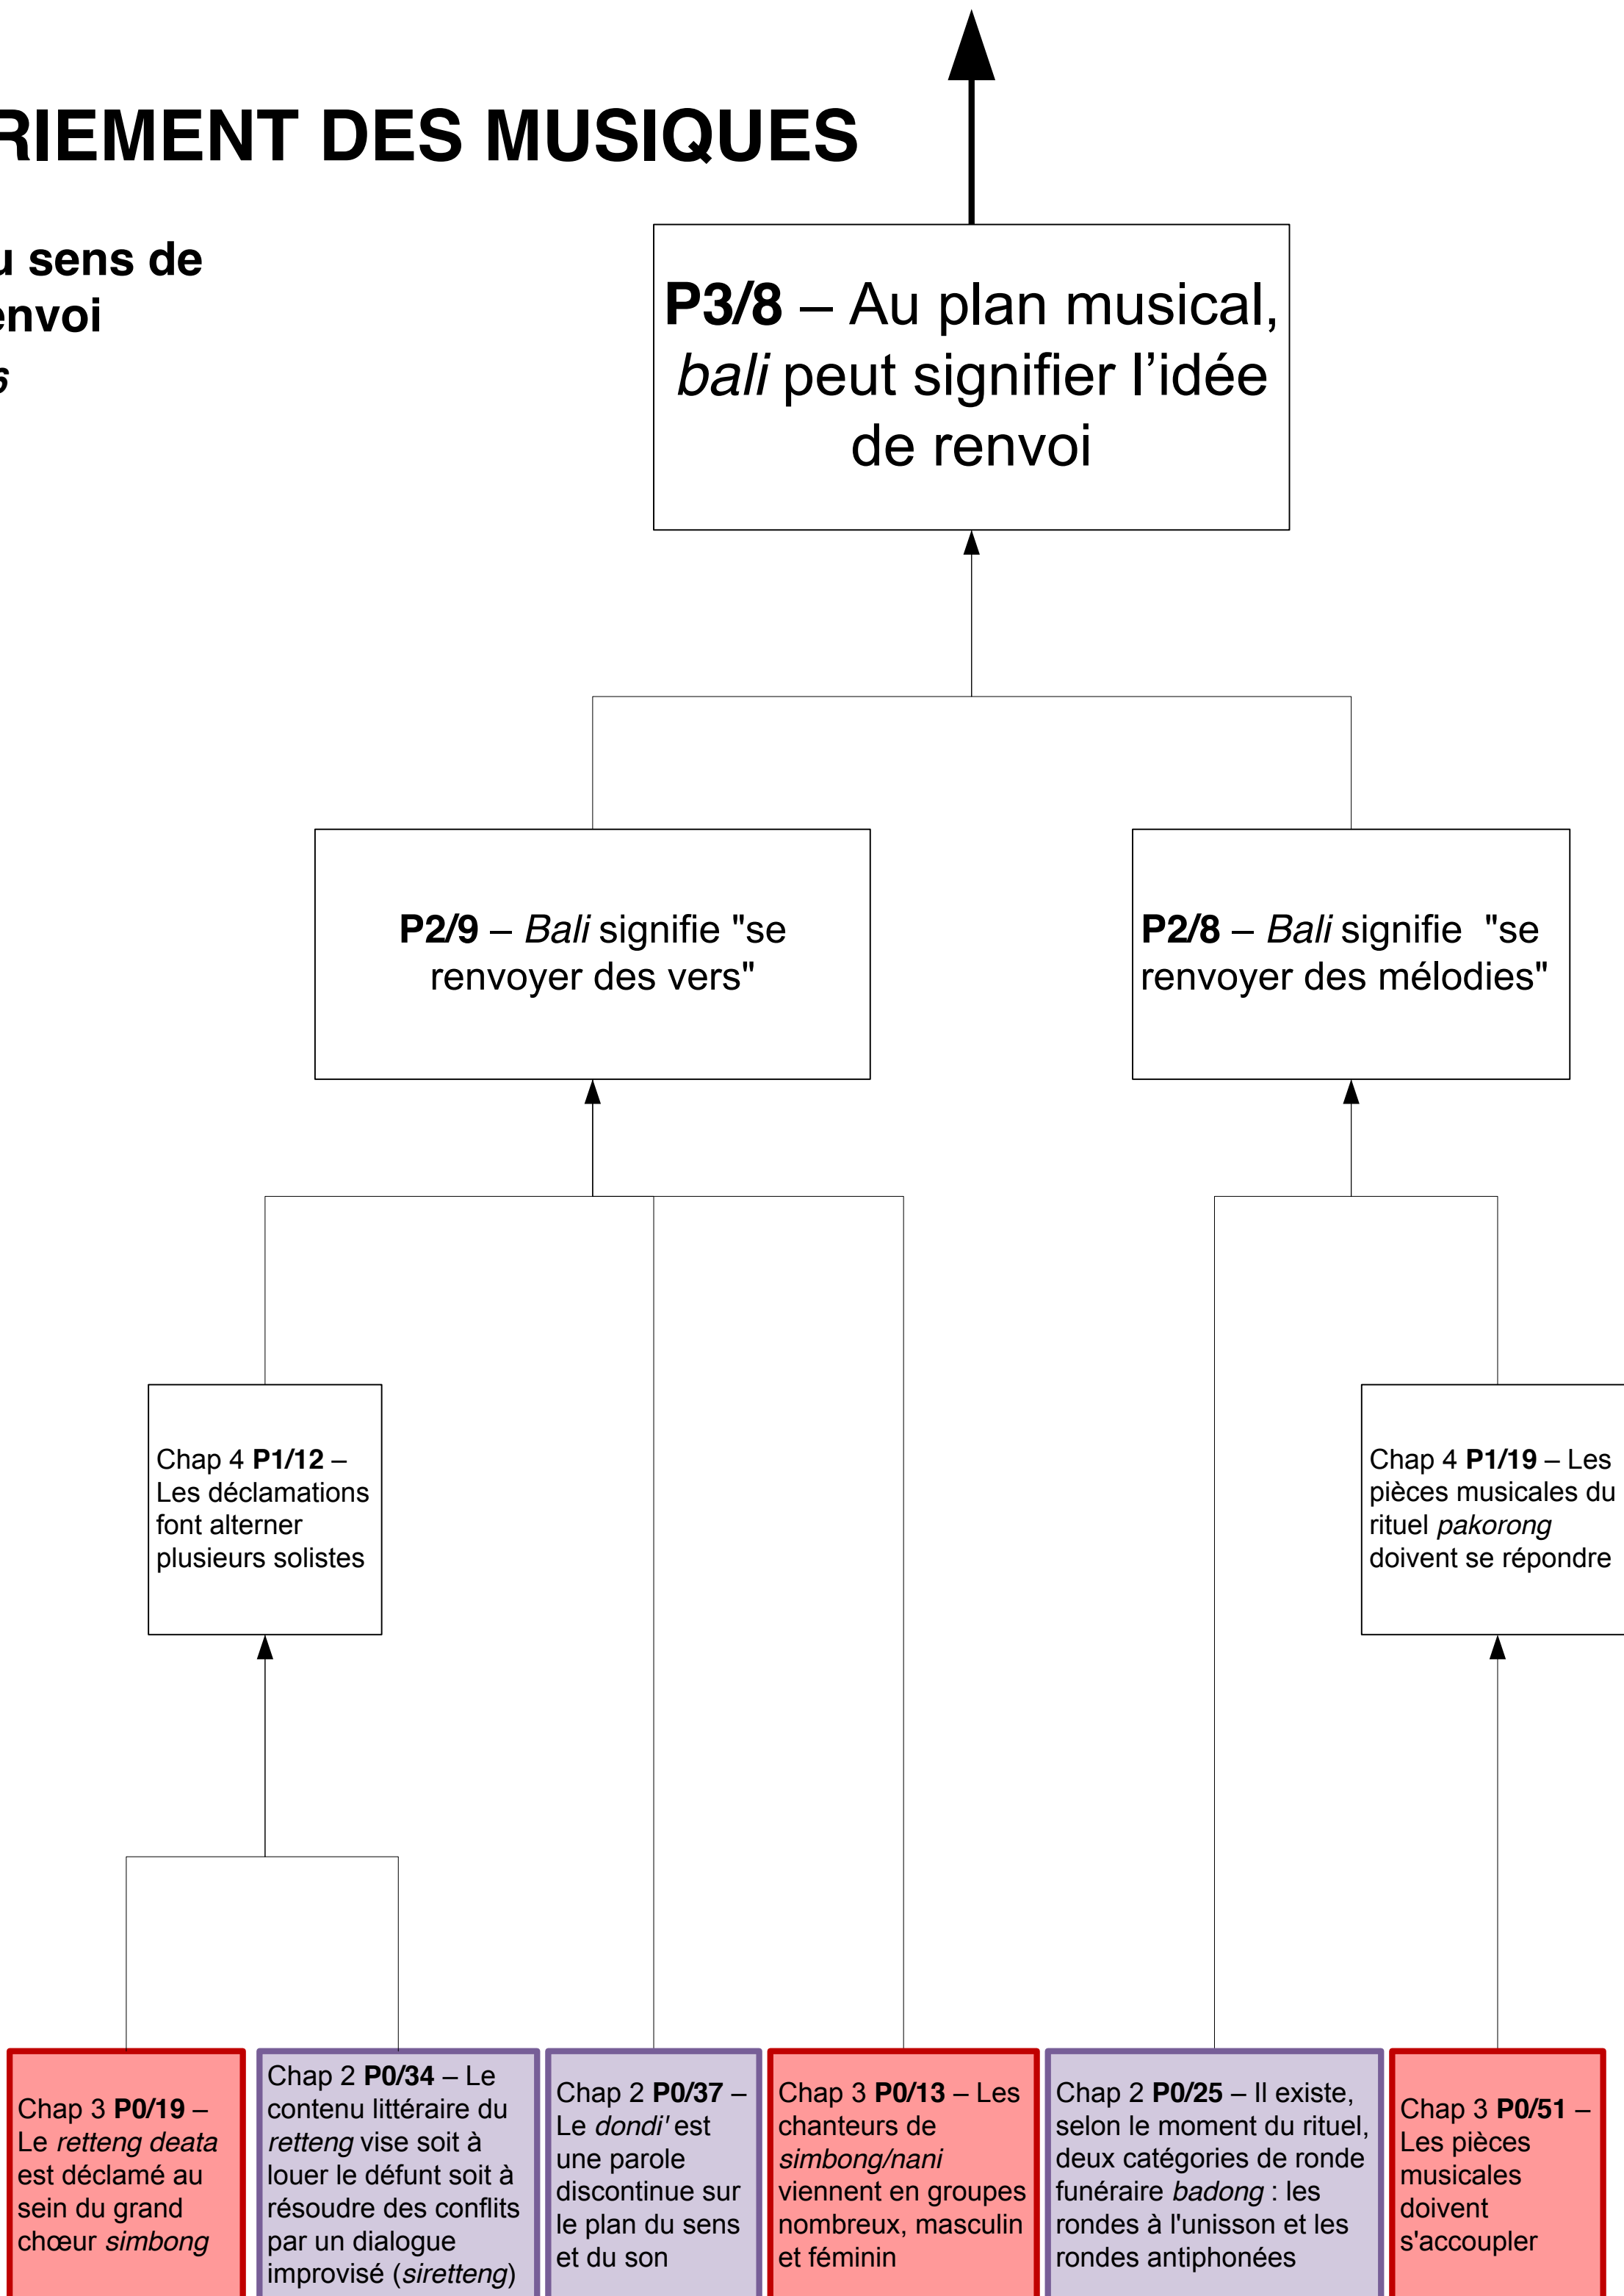 RIEMENT DES MUSIQUES
u sens de
envoi
6
P3/8 – Au plan musical,
bali peut signifier l’idée
de renvoi
P2/9 – Bali signifie "se
renvoyer des vers"
P2/8 – Bali signifie "se
renvoyer des mélodies"
Chap 4 P1/12 –
Les déclamations
font alterner
plusieurs solistes
Chap 4 P1/19 – Les
pièces musicales du
rituel pakorong
doivent se répondre
Chap 3 P0/19 –
Le retteng deata
est déclamé au
sein du grand
chœur simbong
Chap 2 P0/34 – Le
contenu littéraire du
retteng vise soit à
louer le défunt soit à
résoudre des conflits
par un dialogue
improvisé (siretteng)
Chap 2 P0/37 –
Le dondi' est
une parole
discontinue sur
le plan du sens
et du son
Chap 3 P0/13 – Les
chanteurs de
simbong/nani
viennent en groupes
nombreux, masculin
et féminin
Chap 2 P0/25 – Il existe,
selon le moment du rituel,
deux catégories de ronde
funéraire badong : les
rondes à l'unisson et les
rondes antiphonées
Chap 3 P0/51 –
Les pièces
musicales
doivent
s'accoupler